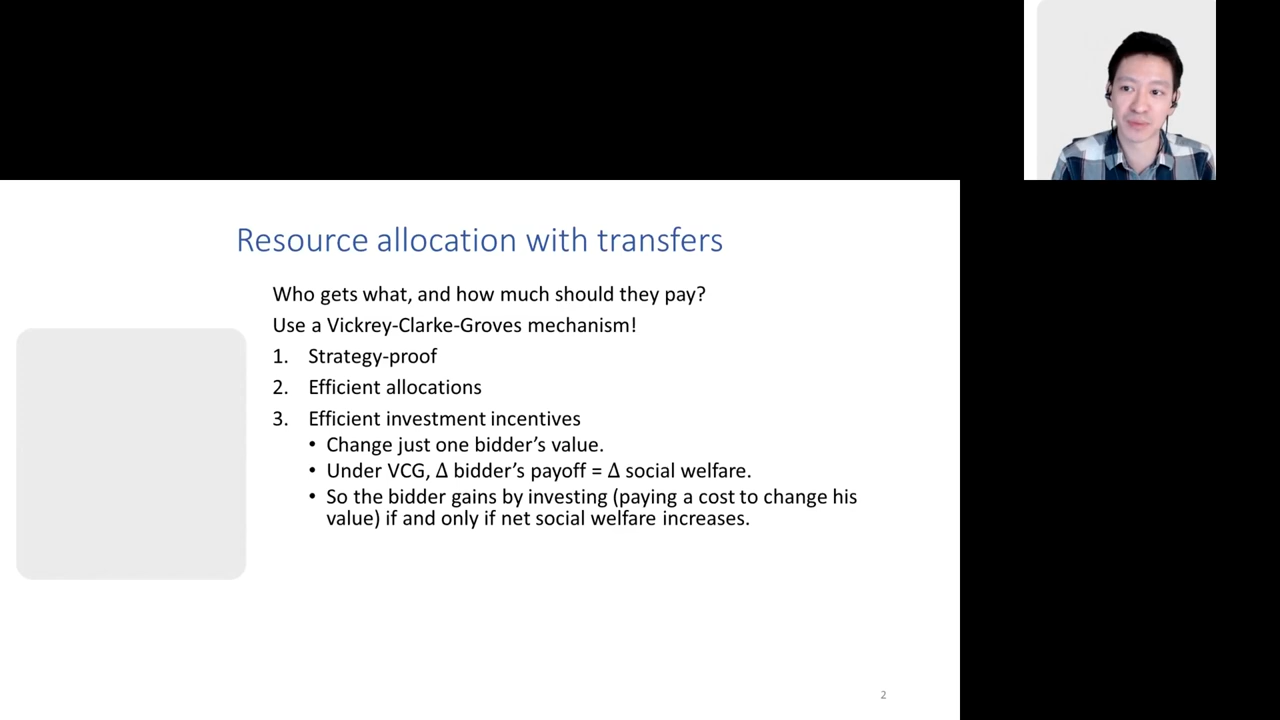 Resource allocation with transfers
Who gets what, and how much should they pay?
Use a Vickrey-Clarke-Groves mechanism!
1. Strategy-proof
2. Efficient allocations
3. Efficient investment incentives
• Change just one bidder’s value.
• Under VCG, Δ bidder’s payoff = Δ social welfare.
• So the bidder gains by investing (paying a cost to change his
value) if and only if net social welfare increases.
2